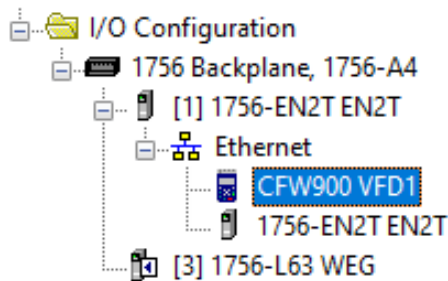 I/O Configuration
1756 Backplane, 1756-A4
[1] 1756-EN2T EN2T
Ethernet
CFW900 VFD1
1756-EN2T EN2T
[3] 1756-L63 WEG